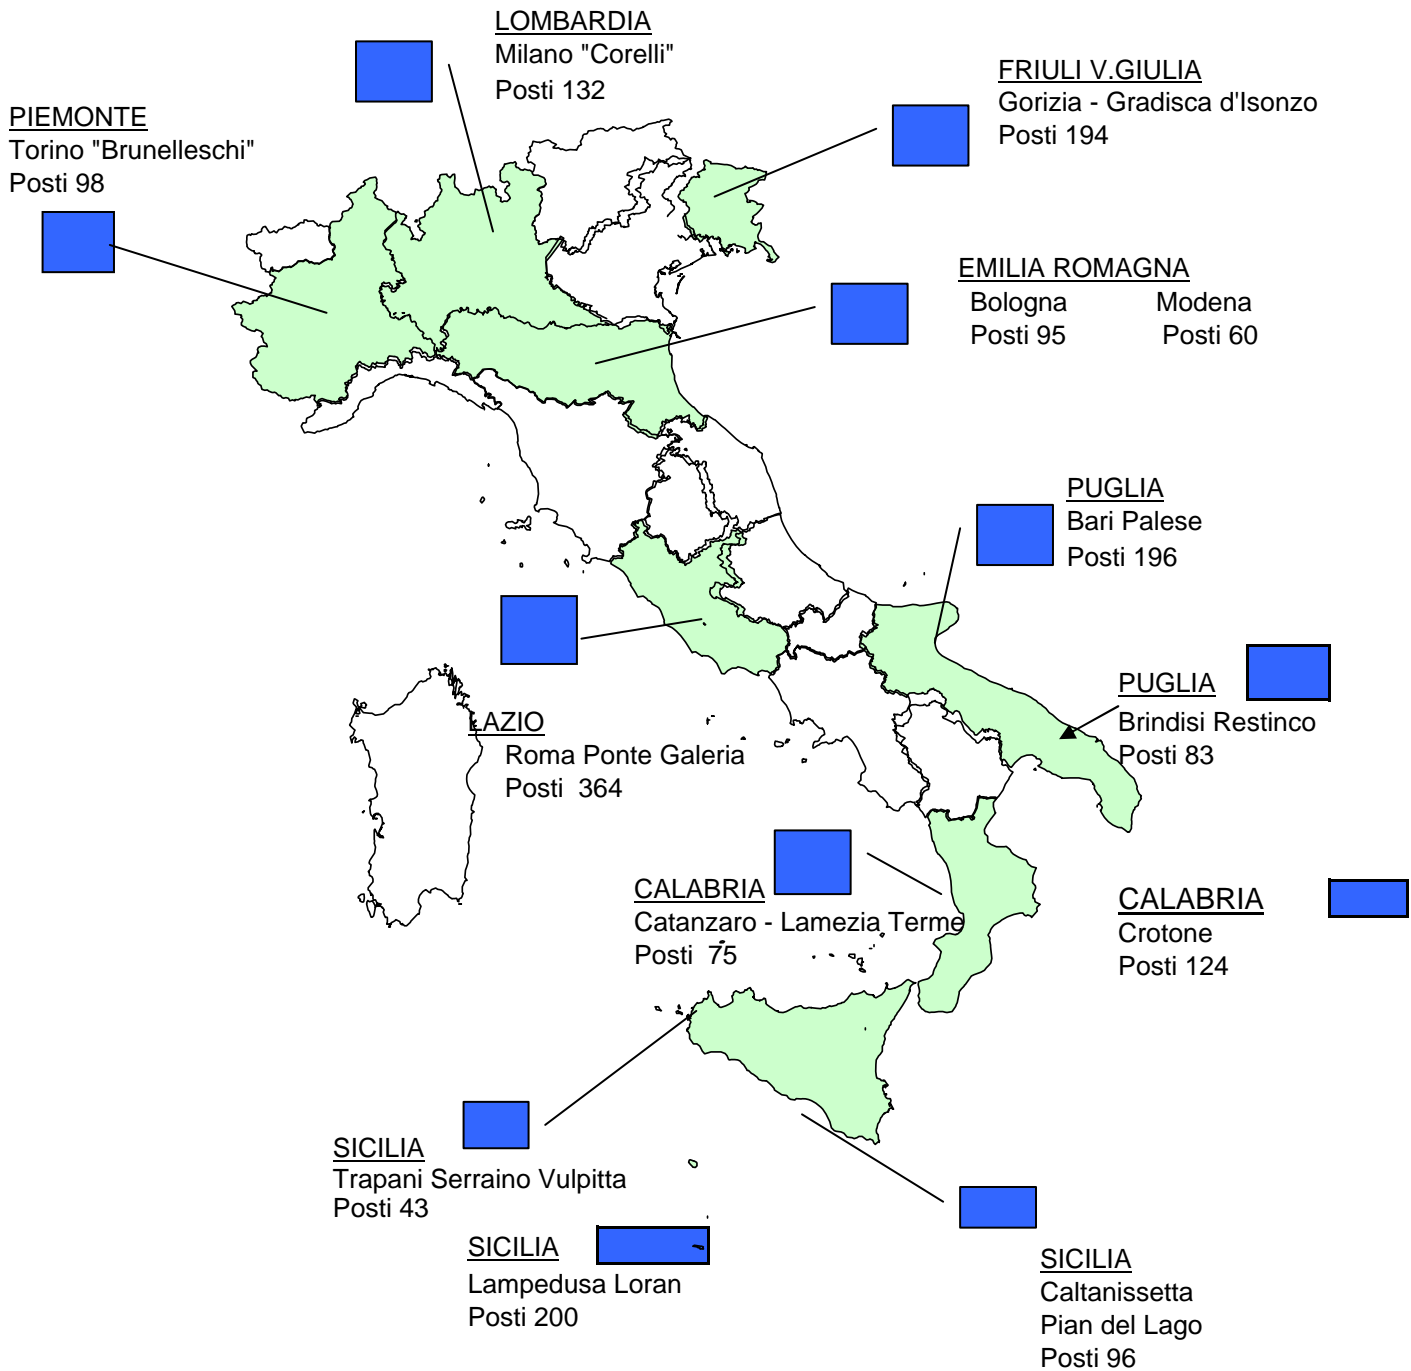 LOMBARDIA
Milano "Corelli"
Posti 132
FRIULI V.GIULIA
Gorizia - Gradisca d'Isonzo
Posti 194
PIEMONTE
Torino "Brunelleschi"
Posti 98
EMILIA ROMAGNA
Bologna Modena
Posti 95 Posti 60
PUGLIA
Bari Palese
Posti 196
PUGLIA
Brindisi Restinco
Posti 83
LAZIO
Roma Ponte Galeria
Posti 364
CALABRIA
Catanzaro - Lamezia Terme
Posti 75
CALABRIA
Crotone
Posti 124
SICILIA
Trapani Serraino Vulpitta
Posti 43
SICILIA
Lampedusa Loran
Posti 200
SICILIA
Caltanissetta
Pian del Lago
Posti 96